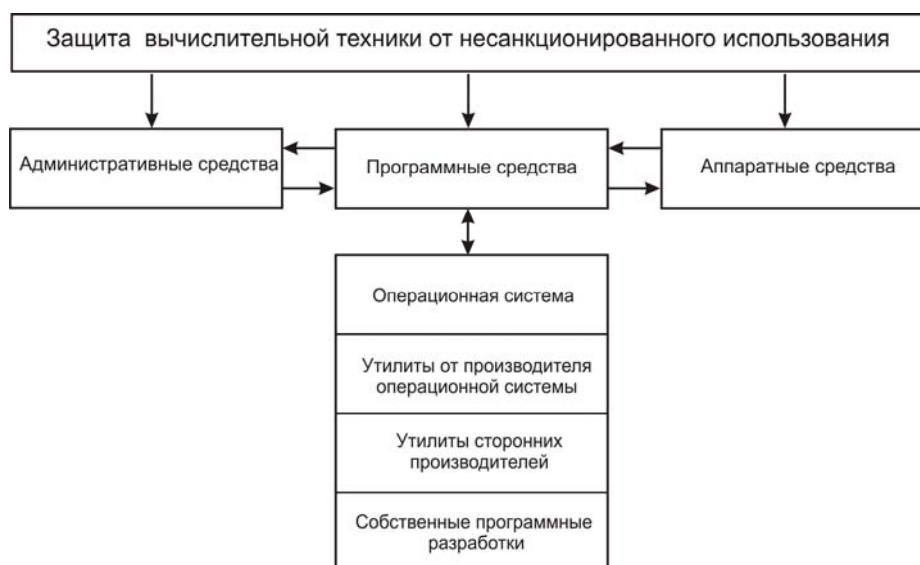 Защита вычислительной техники от несанкционированного использования
Административные средства
Программные средства
Аппаратные средства
Операционная система
Утилиты от производителя
операционной системы
Утилиты сторонних
производителей
Собственные программные
разработки